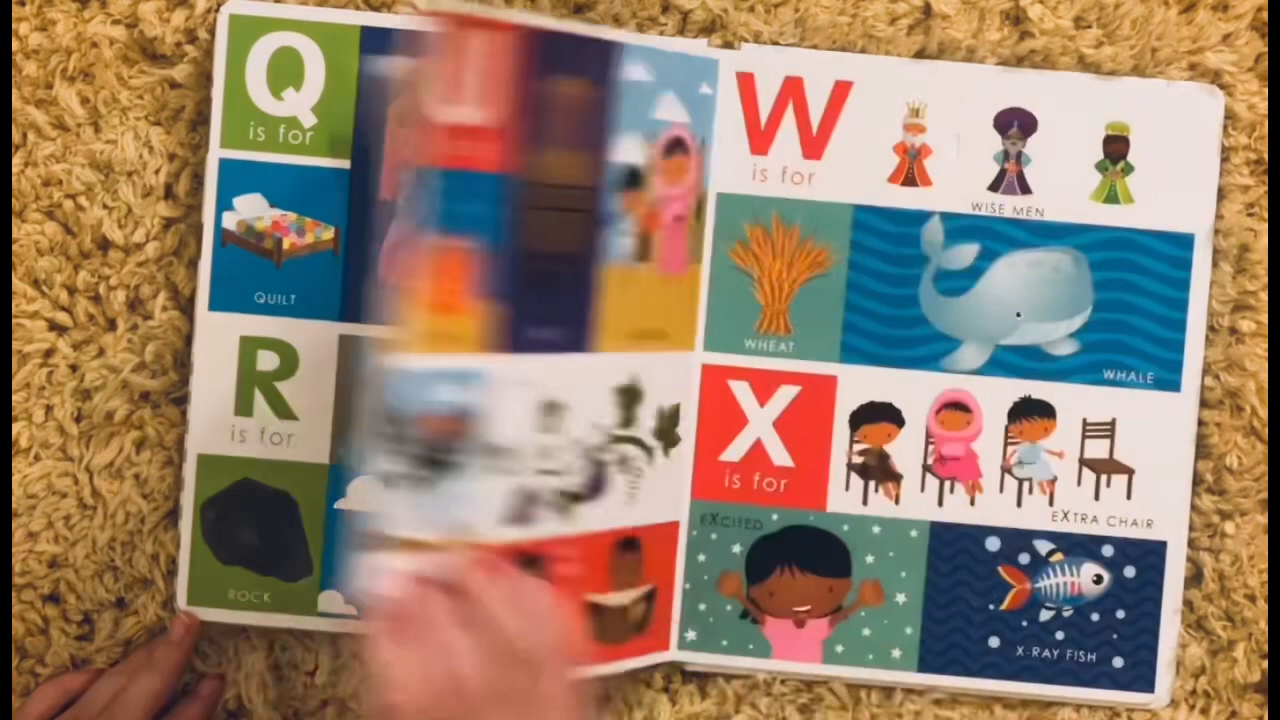 Q
is for
QUILT
R
is for
ROCK
W
is for
WISE MEN
WHEAT
WHALE
X
is for
EXTRA CHAIR
EXCITED
X-RAY FISH